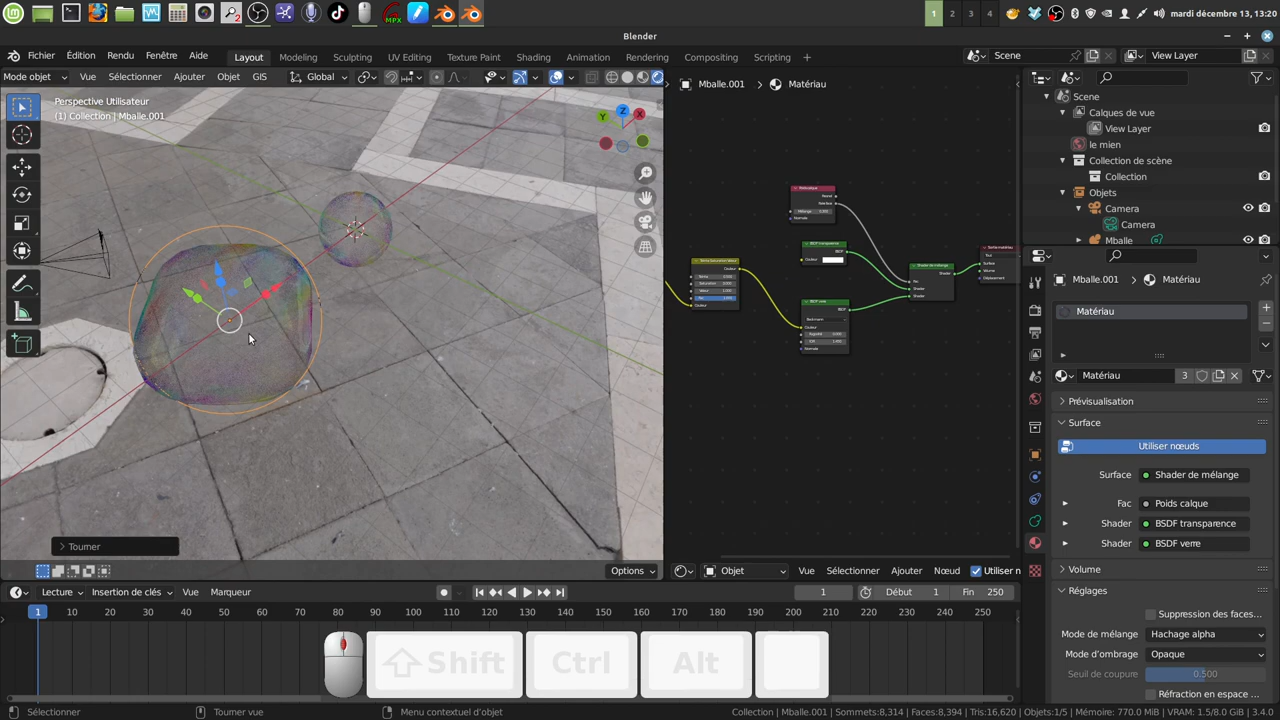 1 2 3 4 mardi décembre 13, 13:20
Blender
Fichier Édition Rendu Fenêtre Aide Layout Modeling Sculpting UV Editing Texture Paint Shading Animation Rendering Compositing Scripting Scene View Layer
Mode objet Vue Sélectionner Ajouter Objet GIS Global
Mballe.001 > Matériau
Perspective Utilisateur
(1) Collection | Mballe.001
Scene
Calques de vue
View Layer
le mien
Collection de scène
Collection
Objets
Camera
Camera
Mballe
Mballe.001 Matériau
Matériau
Matériau 3
Prévisualisation
Surface
Utiliser nœuds
Surface Shader de mélange
Fac Poids calque
Shader BSDF transparence
Shader BSDF verre
Volume
Réglages
Suppression des faces...
Mode de mélange Hachage alpha
Mode d'ombrage Opaque
Seuil de coupure 0.500
Réfraction en espace ...
Tourner
Options
Objet Vue Sélectionner Ajouter Nœud Utiliser n
Lecture Insertion de clés Vue Marqueur 1 Début 1 Fin 250
1 10 20 30 40 50 60 70 80 90 100 110 120 130 140 150 160 170 180 190 200 210 220 230 240 250
Shift Ctrl Alt
Sélectionner Tourner vue Menu contextuel d'objet Collection | Mballe.001 | Sommets:8,314 | Faces:8,394 | Tris:16,620 | Objets:1/5 | Mémoire: 770.0 MiB | VRAM: 1.5/8.0 GiB | 3.4.0